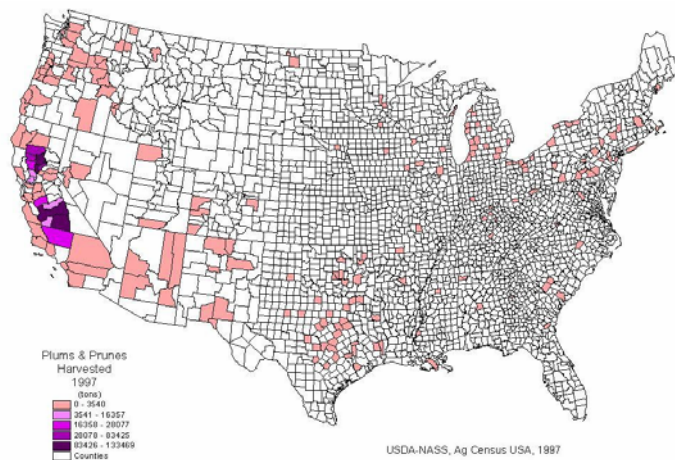 Plums & Prunes
Harvested
1997
(tons)
0 - 3540
3541 - 16357
16358 - 28077
28078 - 83425
83426 - 133469
Counties
USDA-NASS, Ag Census USA, 1997